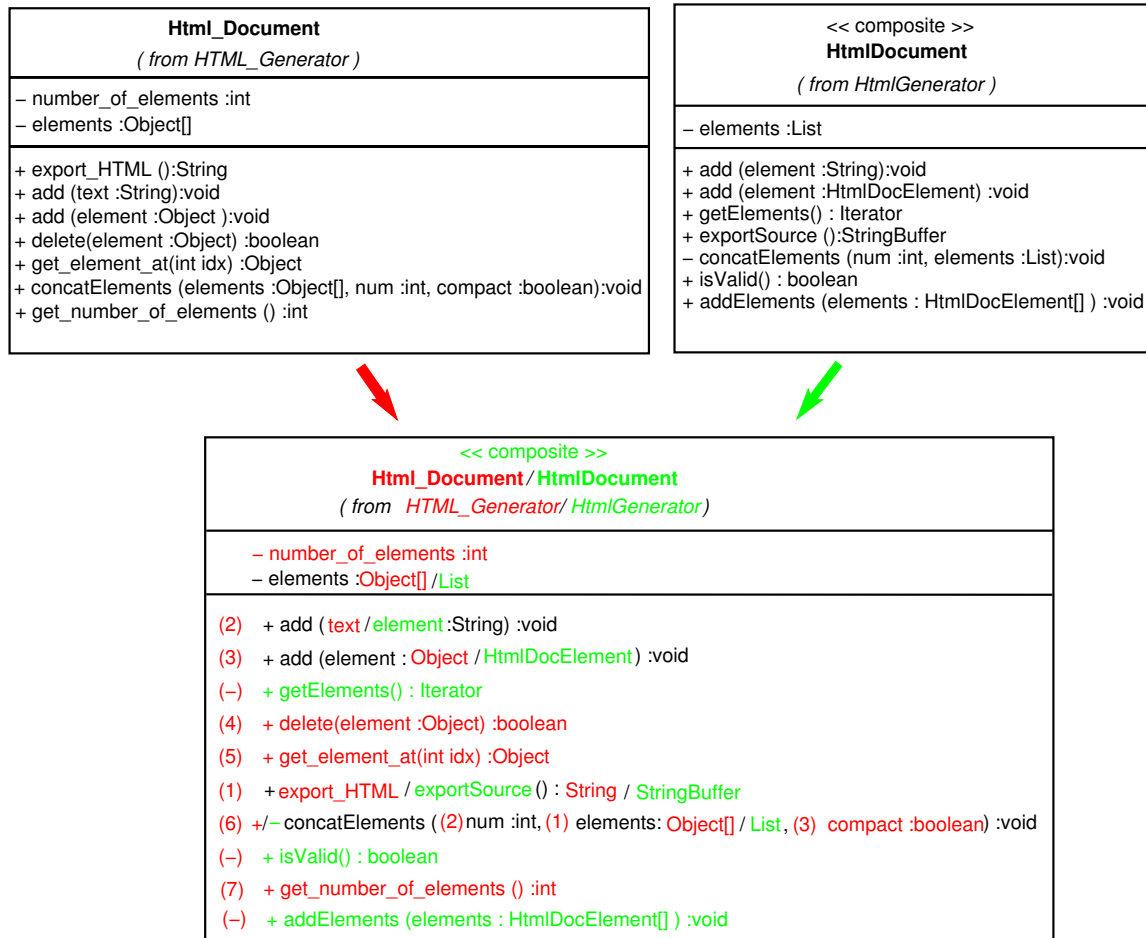 Html_Document
( from HTML_Generator )
− number_of_elements :int
− elements :Object[]
+ export_HTML ():String
+ add (text :String):void
+ add (element :Object ):void
+ delete(element :Object) :boolean
+ get_element_at(int idx) :Object
+ concatElements (elements :Object[], num :int, compact :boolean):void
+ get_number_of_elements () :int
<< composite >>
HtmlDocument
( from HtmlGenerator )
− elements :List
+ add (element :String):void
+ add (element :HtmlDocElement) :void
+ getElements() : Iterator
+ exportSource ():StringBuffer
− concatElements (num :int, elements :List):void
+ isValid() : boolean
+ addElements (elements : HtmlDocElement[] ) :void
<< composite >>
Html_Document / HtmlDocument
( from HTML_Generator/ HtmlGenerator )
− number_of_elements :int
− elements :Object[] /List
(2) + add ( text / element :String) :void
(3) + add (element : Object / HtmlDocElement ) :void
(−) + getElements() : Iterator
(4) + delete(element :Object) :boolean
(5) + get_element_at(int idx) :Object
(1) + export_HTML / exportSource () : String / StringBuffer
(6) +/− concatElements ( (2) num :int, (1) elements: Object[] / List, (3) compact :boolean ) :void
(−) + isValid() : boolean
(7) + get_number_of_elements () :int
(−) + addElements (elements : HtmlDocElement[] ) :void